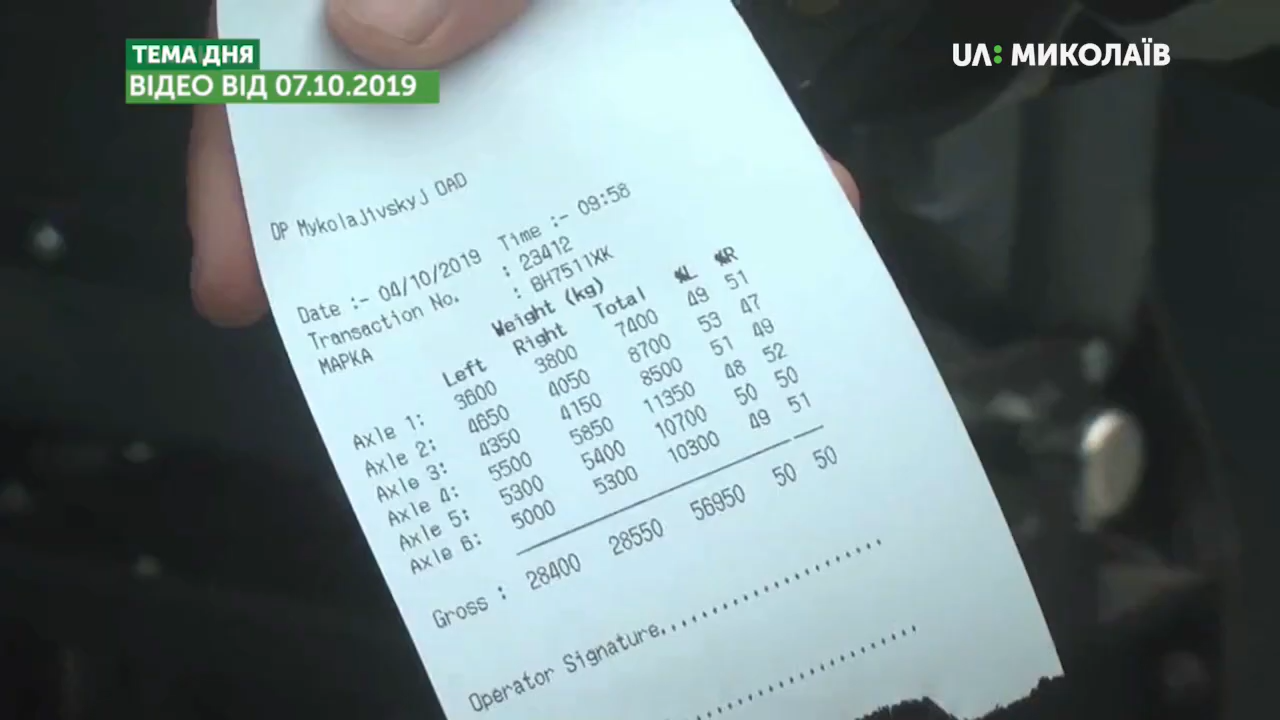 ТЕМА ДНЯ
ВІДЕО ВІД 07.10.2019
UA: МИКОЛАЇВ
DP MykolaJivskyJ OAD
Date :- 04/10/2019 Time :- 09:58
Transaction No. : 23412
МАРКА : BH7511XK
Weight (kg)
Left Right Total %L %R
Axle 1: 3600 3800 7400 49 51
Axle 2: 4650 4050 8700 53 47
Axle 3: 4350 4150 8500 51 49
Axle 4: 5500 5850 11350 48 52
Axle 5: 5300 5400 10700 50 50
Axle 6: 5000 5300 10300 49 51
Gross : 28400 28550 56950 50 50
Operator Signature....................